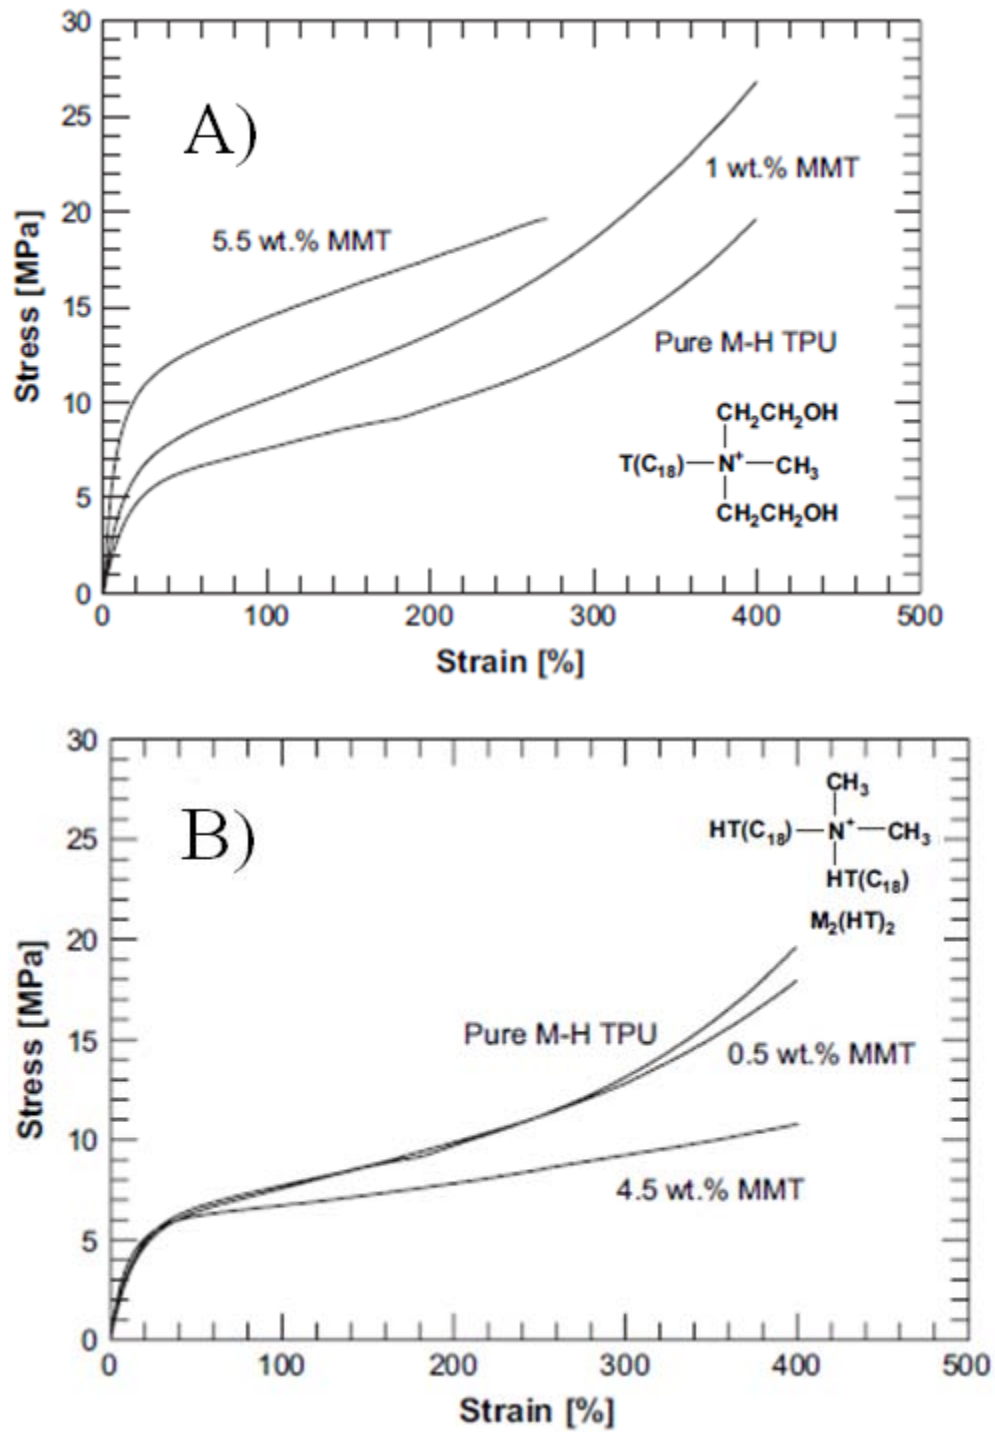 A)
30
25
20
15
10
5
0
Stress [MPa]
5.5 wt.% MMT
1 wt.% MMT
Pure M-H TPU
CH₂CH₂OH
T(C₁₈)—N⁺—CH₃
CH₂CH₂OH
0 100 200 300 400 500
Strain [%]
B)
30
25
20
15
10
5
0
Stress [MPa]
CH₃
HT(C₁₈)—N⁺—CH₃
HT(C₁₈)
M₂(HT)₂
Pure M-H TPU
0.5 wt.% MMT
4.5 wt.% MMT
0 100 200 300 400 500
Strain [%]